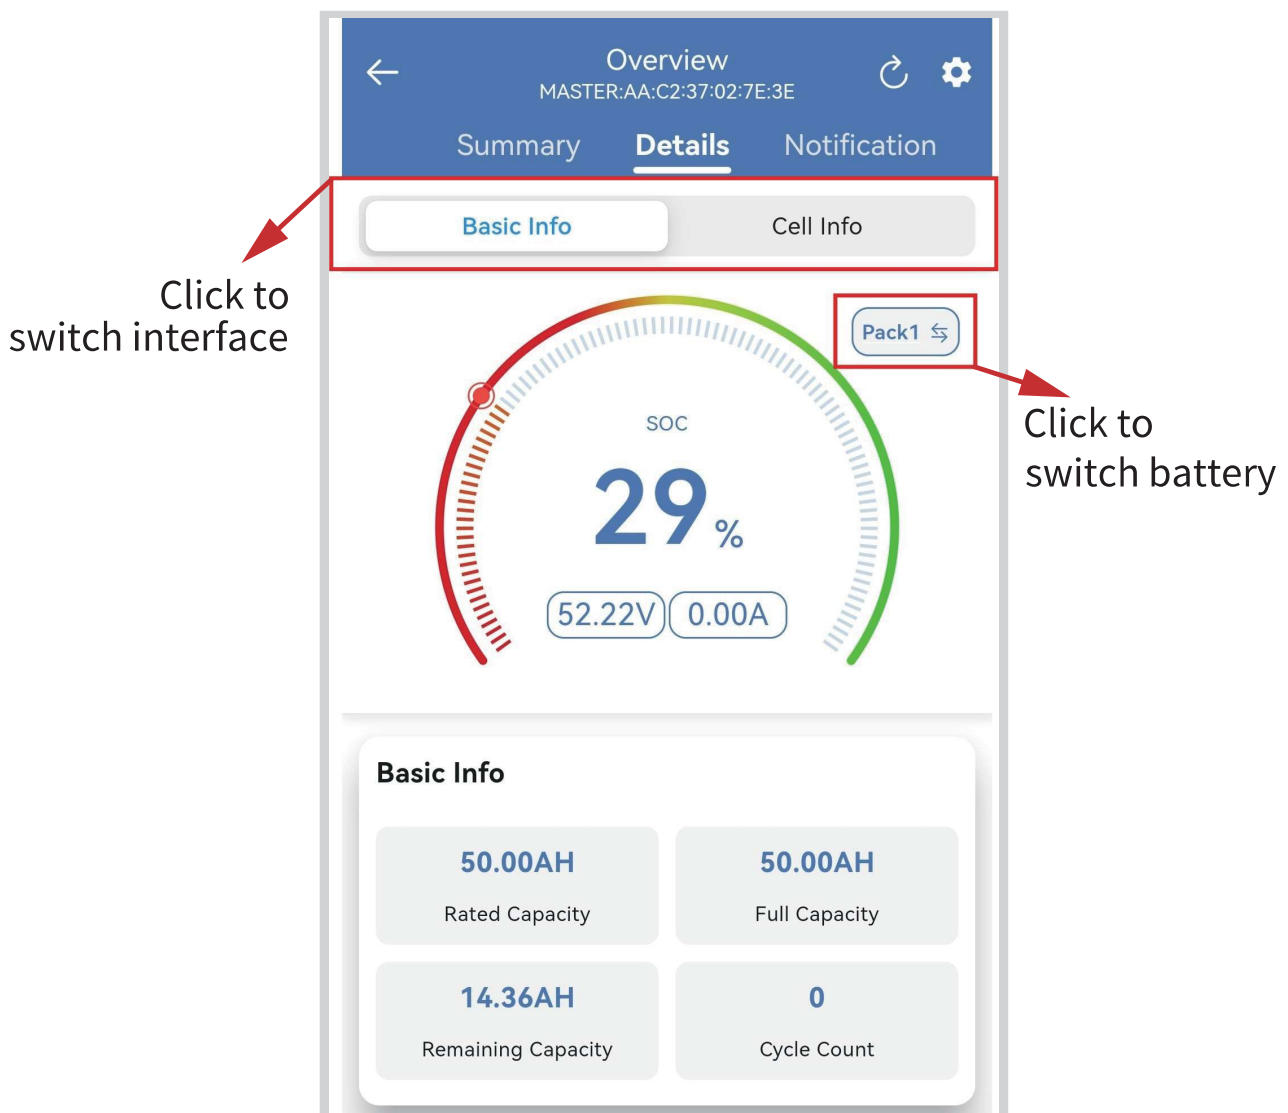 Overview
MASTER:AA:C2:37:02:7E:3E
Summary Details Notification
Basic Info Cell Info
Click to
switch interface
Pack1
Click to
switch battery
SOC
29%
52.22V 0.00A
Basic Info
50.00AH 50.00AH
Rated Capacity Full Capacity
14.36AH 0
Remaining Capacity Cycle Count